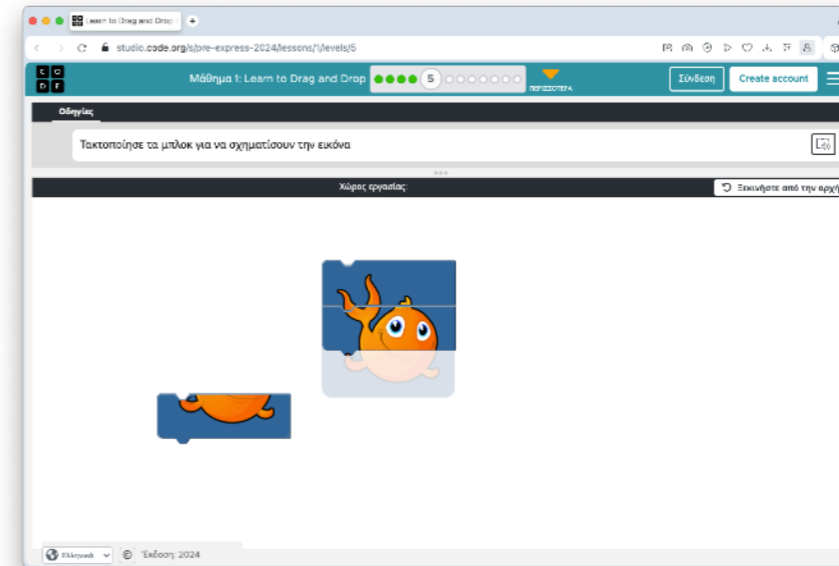 Learn to Drag and Drop
studio.code.org/s/pre-express-2024/lessons/1/levels/5
C O
D E
Μάθημα 1: Learn to Drag and Drop
5
ΠΕΡΙΣΣΟΤΕΡΑ
Σύνδεση
Create account
Οδηγίες
Τακτοποίησε τα μπλοκ για να σχηματίσουν την εικόνα
Χώρος εργασίας:
Ξεκινήστε από την αρχή
Ελληνικά
© Έκδοση: 2024